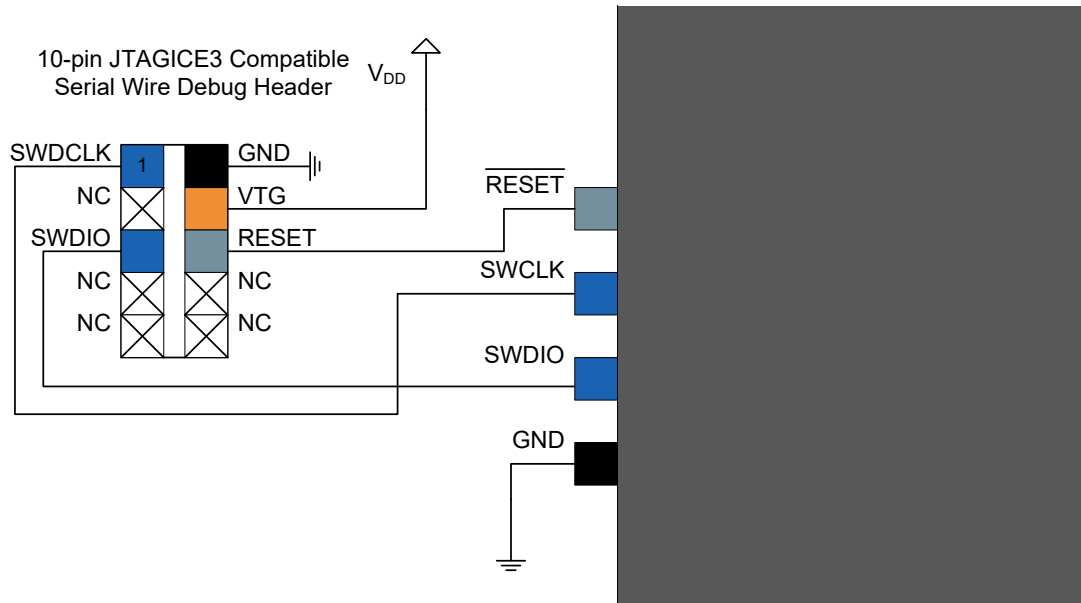 10-pin JTAGICE3 Compatible
Serial Wire Debug Header
VDD
SWDCLK
1
GND
NC
VTG
SWDIO
RESET
NC
NC
NC
NC
RESET
SWCLK
SWDIO
GND